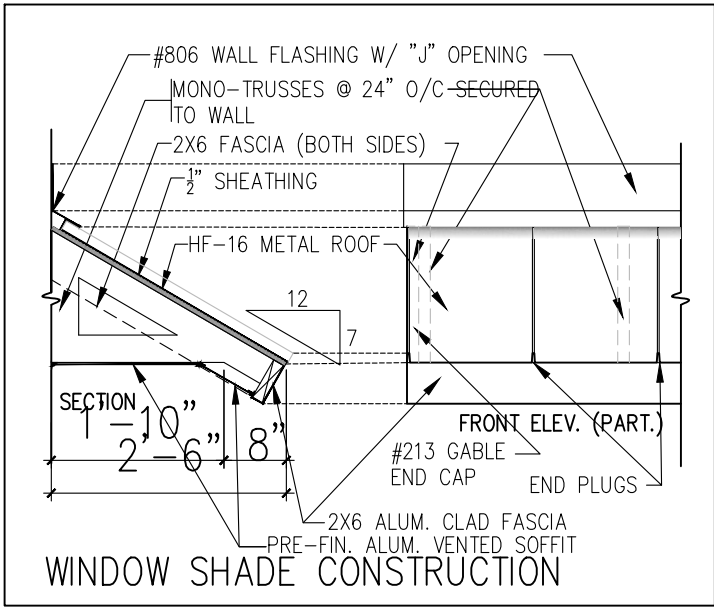 #806 WALL FLASHING W/ "J" OPENING
MONO-TRUSSES @ 24" O/C SECURED
TO WALL
2X6 FASCIA (BOTH SIDES)
1/2" SHEATHING
HF-16 METAL ROOF
12
7
SECTION
1'-10"
2'-6"
8"
FRONT ELEV. (PART.)
#213 GABLE
END CAP
END PLUGS
2X6 ALUM. CLAD FASCIA
PRE-FIN. ALUM. VENTED SOFFIT
WINDOW SHADE CONSTRUCTION